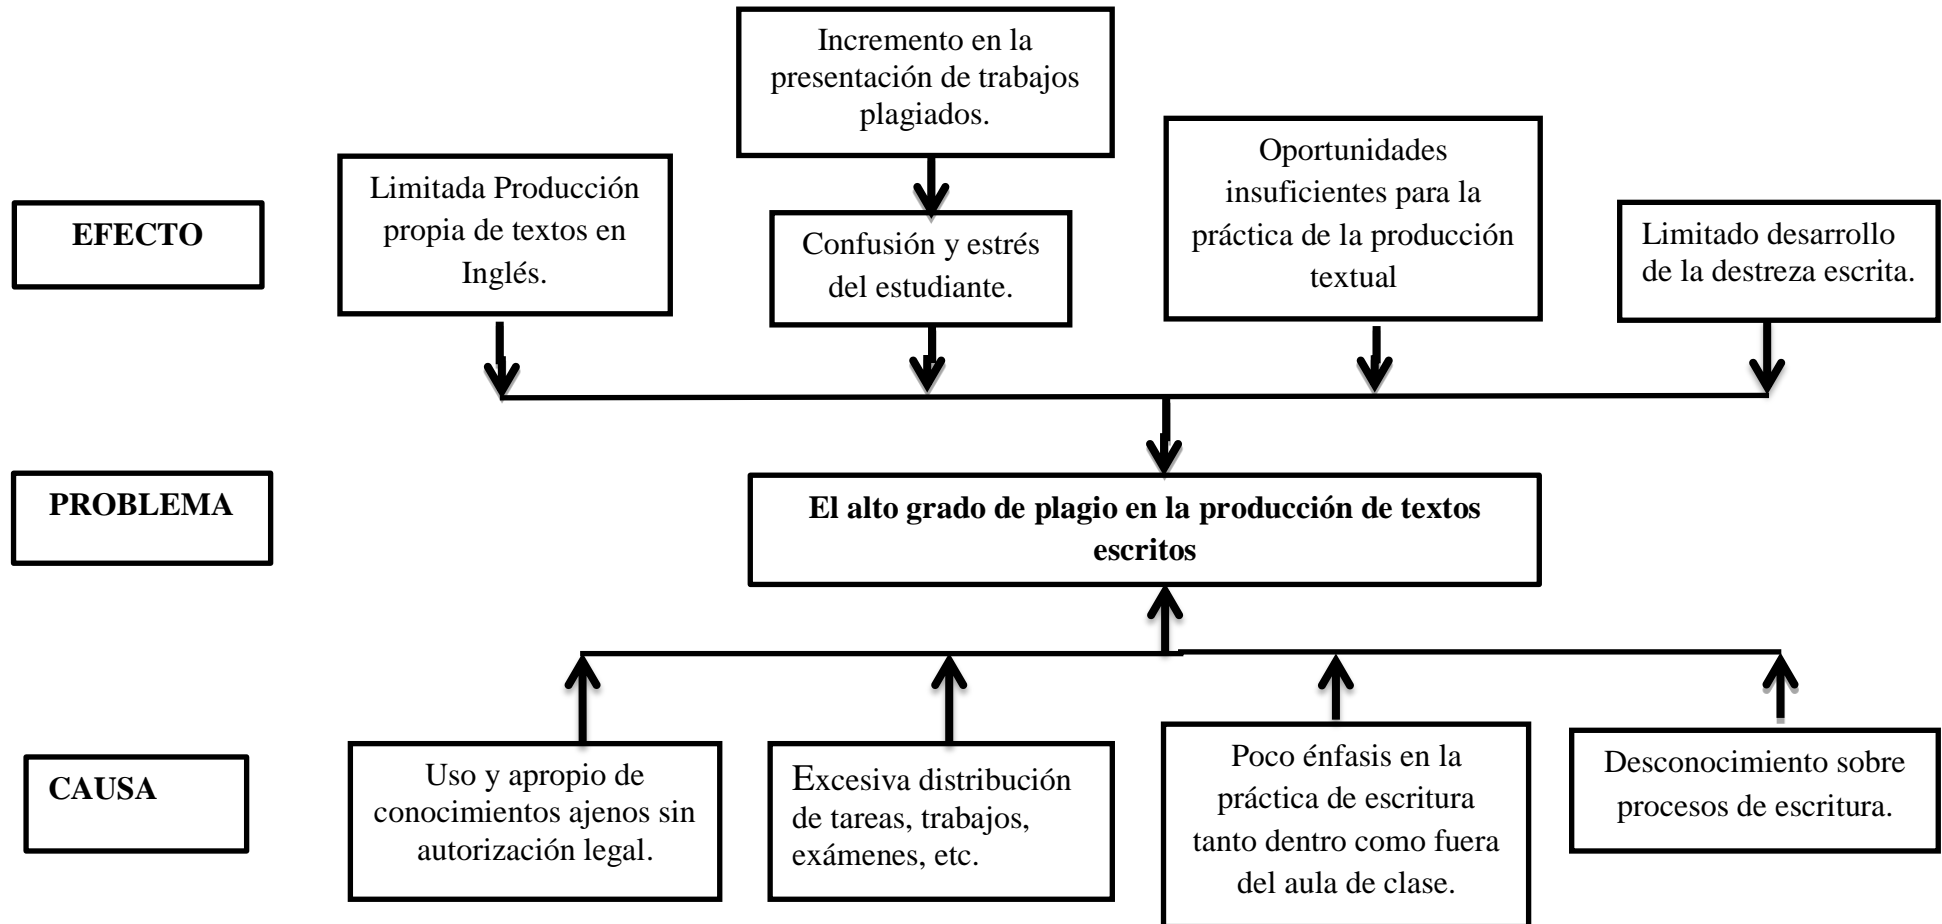 Incremento en la
presentación de trabajos
plagiados.
EFECTO
Limitada Producción
propia de textos en
Inglés.
Confusión y estrés
del estudiante.
Oportunidades
insuficientes para la
práctica de la producción
textual
Limitado desarrollo
de la destreza escrita.
PROBLEMA
El alto grado de plagio en la producción de textos
escritos
CAUSA
Uso y apropio de
conocimientos ajenos sin
autorización legal.
Excesiva distribución
de tareas, trabajos,
exámenes, etc.
Poco énfasis en la
práctica de escritura
tanto dentro como fuera
del aula de clase.
Desconocimiento sobre
procesos de escritura.